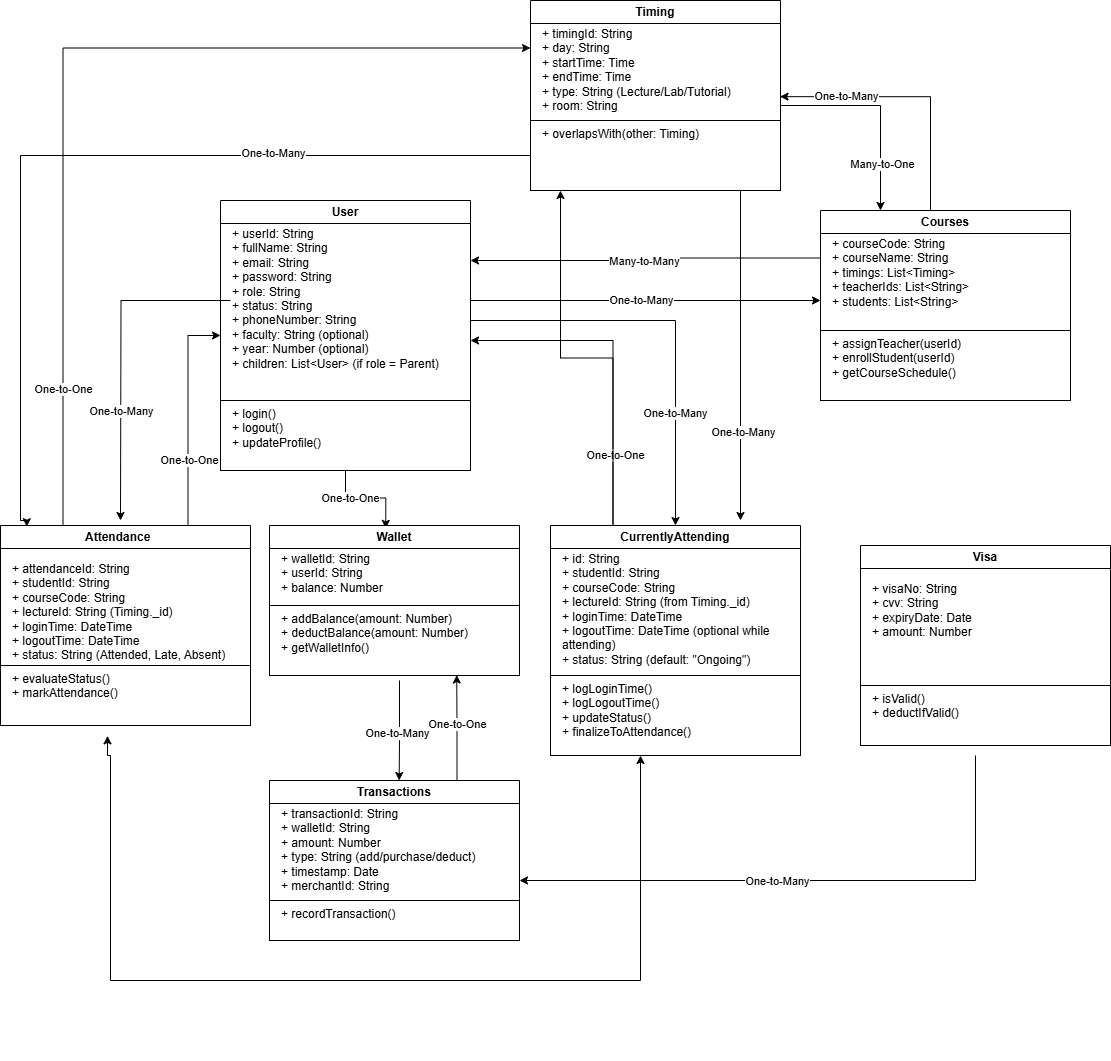 Timing
+ timingId: String
+ day: String
+ startTime: Time
+ endTime: Time
+ type: String (Lecture/Lab/Tutorial)
+ room: String
+ overlapsWith(other: Timing)
One-to-Many
Many-to-One
One-to-Many
User
+ userId: String
+ fullName: String
+ email: String
+ password: String
+ role: String
+ status: String
+ phoneNumber: String
+ faculty: String (optional)
+ year: Number (optional)
+ children: List<User> (if role = Parent)
+ login()
+ logout()
+ updateProfile()
Courses
+ courseCode: String
+ courseName: String
+ timings: List<Timing>
+ teacherIds: List<String>
+ students: List<String>
+ assignTeacher(userId)
+ enrollStudent(userId)
+ getCourseSchedule()
Many-to-Many
One-to-Many
One-to-One
One-to-Many
One-to-Many
One-to-Many
One-to-One
One-to-One
One-to-One
Attendance
+ attendanceId: String
+ studentId: String
+ courseCode: String
+ lectureId: String (Timing._id)
+ loginTime: DateTime
+ logoutTime: DateTime
+ status: String (Attended, Late, Absent)
+ evaluateStatus()
+ markAttendance()
Wallet
+ walletId: String
+ userId: String
+ balance: Number
+ addBalance(amount: Number)
+ deductBalance(amount: Number)
+ getWalletInfo()
CurrentlyAttending
+ id: String
+ studentId: String
+ courseCode: String
+ lectureId: String (from Timing._id)
+ loginTime: DateTime
+ logoutTime: DateTime (optional while
attending)
+ status: String (default: "Ongoing")
+ logLoginTime()
+ logLogoutTime()
+ updateStatus()
+ finalizeToAttendance()
Visa
+ visaNo: String
+ cvv: String
+ expiryDate: Date
+ amount: Number
+ isValid()
+ deductIfValid()
One-to-Many
One-to-One
Transactions
+ transactionId: String
+ walletId: String
+ amount: Number
+ type: String (add/purchase/deduct)
+ timestamp: Date
+ merchantId: String
+ recordTransaction()
One-to-Many